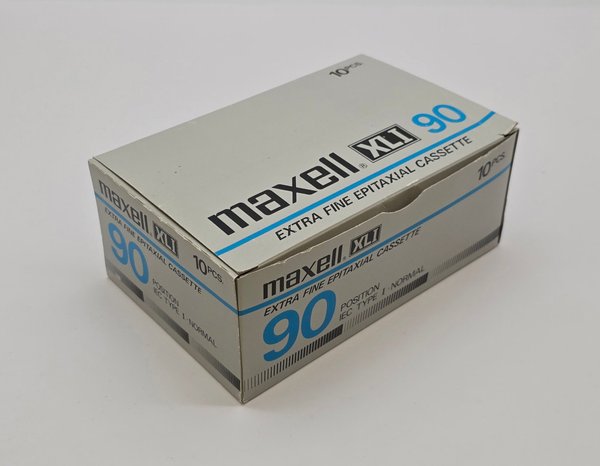 10PCS.
maxell® XLI 90
EXTRA FINE EPITAXIAL CASSETTE
10PCS.
maxell XLI
EXTRA FINE EPITAXIAL CASSETTE
90 POSITION
IEC TYPE I · NORMAL
maxell XLI 10PCS.
EXTRA FINE EPITAXIAL CASSETTE
90 POSITION
IEC TYPE I · NORMAL